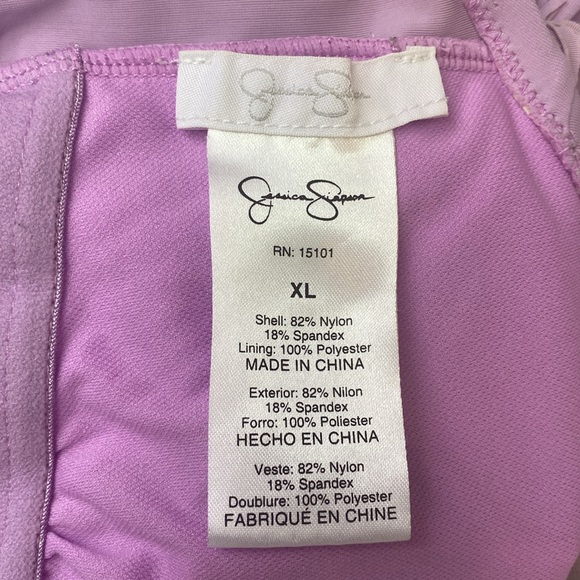 Jessica Simpson
Jessica Simpson
RN: 15101
XL
Shell: 82% Nylon
18% Spandex
Lining: 100% Polyester
MADE IN CHINA
Exterior: 82% Nilon
18% Spandex
Forro: 100% Poliester
HECHO EN CHINA
Veste: 82% Nylon
18% Spandex
Doublure: 100% Polyester
FABRIQUÉ EN CHINE